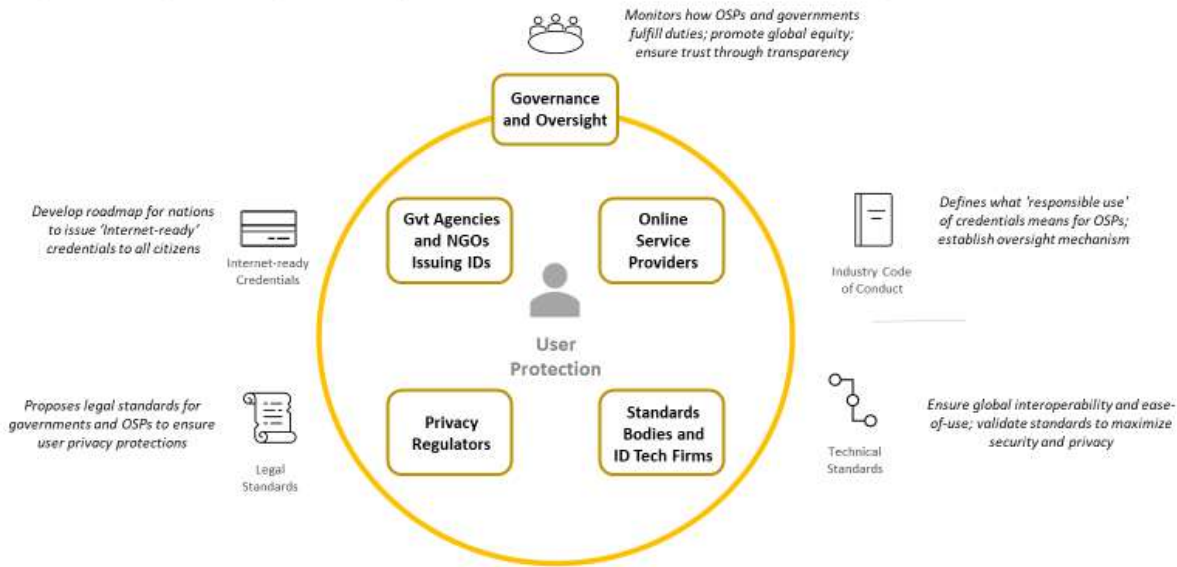 Monitors how OSPs and governments
fulfill duties; promote global equity;
ensure trust through transparency
Governance
and Oversight
Develop roadmap for nations
to issue ‘Internet-ready’
credentials to all citizens
Internet-ready
Credentials
Gvt Agencies
and NGOs
Issuing IDs
Online
Service
Providers
Industry Code
of Conduct
Defines what 'responsible use'
of credentials means for OSPs;
establish oversight mechanism
User
Protection
Proposes legal standards for
governments and OSPs to ensure
user privacy protections
Legal
Standards
Privacy
Regulators
Standards
Bodies and
ID Tech Firms
Technical
Standards
Ensure global interoperability and ease-
of-use; validate standards to maximize
security and privacy